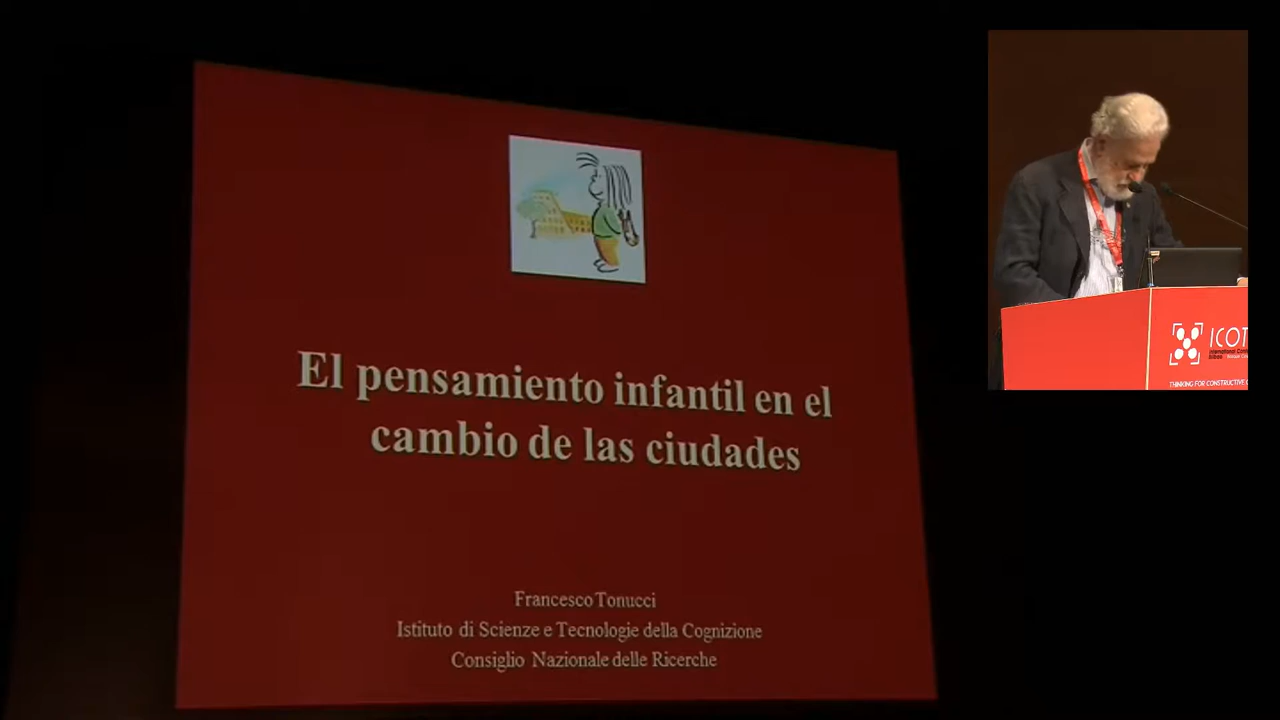 El pensamiento infantil en el
cambio de las ciudades
Francesco Tonucci
Istituto di Scienze e Tecnologie della Cognizione
Consiglio Nazionale delle Ricerche
ICOT
THINKING FOR CONSTRUCTIVE